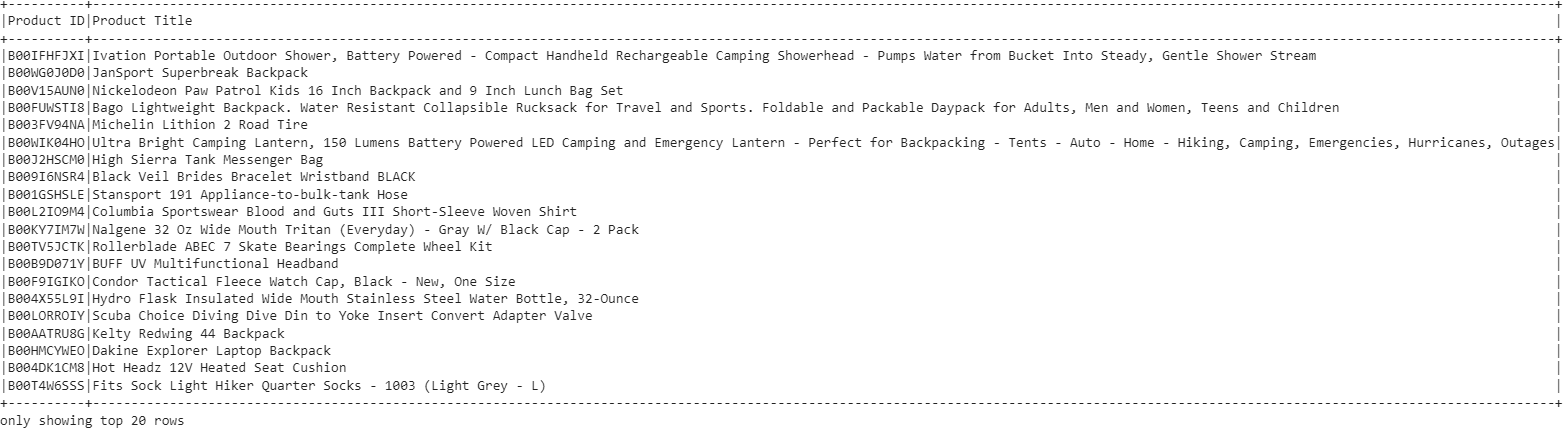 +----------+----------------------------------------------------------------------------------------------------------------------------------------------------------------------------------------------+
|Product ID|Product Title |
+----------+----------------------------------------------------------------------------------------------------------------------------------------------------------------------------------------------+
|B00IFHFJXI|Ivation Portable Outdoor Shower, Battery Powered - Compact Handheld Rechargeable Camping Showerhead - Pumps Water from Bucket Into Steady, Gentle Shower Stream |
|B00WG0J0D0|JanSport Superbreak Backpack |
|B00V15AUN0|Nickelodeon Paw Patrol Kids 16 Inch Backpack and 9 Inch Lunch Bag Set |
|B00FUWSTI8|Bago Lightweight Backpack. Water Resistant Collapsible Rucksack for Travel and Sports. Foldable and Packable Daypack for Adults, Men and Women, Teens and Children |
|B003FV94NA|Michelin Lithion 2 Road Tire |
|B00WIK04HO|Ultra Bright Camping Lantern, 150 Lumens Battery Powered LED Camping and Emergency Lantern - Perfect for Backpacking - Tents - Auto - Home - Hiking, Camping, Emergencies, Hurricanes, Outages|
|B00J2HSCM0|High Sierra Tank Messenger Bag |
|B009I6NSR4|Black Veil Brides Bracelet Wristband BLACK |
|B001GSHSLE|Stansport 191 Appliance-to-bulk-tank Hose |
|B00L2IO9M4|Columbia Sportswear Blood and Guts III Short-Sleeve Woven Shirt |
|B00KY7IM7W|Nalgene 32 Oz Wide Mouth Tritan (Everyday) - Gray W/ Black Cap - 2 Pack |
|B00TV5JCTK|Rollerblade ABEC 7 Skate Bearings Complete Wheel Kit |
|B00B9D071Y|BUFF UV Multifunctional Headband |
|B00F9IGIKO|Condor Tactical Fleece Watch Cap, Black - New, One Size |
|B004X55L9I|Hydro Flask Insulated Wide Mouth Stainless Steel Water Bottle, 32-Ounce |
|B00LORROIY|Scuba Choice Diving Dive Din to Yoke Insert Convert Adapter Valve |
|B00AATRU8G|Kelty Redwing 44 Backpack |
|B00HMCYWEO|Dakine Explorer Laptop Backpack |
|B004DK1CM8|Hot Headz 12V Heated Seat Cushion |
|B00T4W6SSS|Fits Sock Light Hiker Quarter Socks - 1003 (Light Grey - L) |
+----------+----------------------------------------------------------------------------------------------------------------------------------------------------------------------------------------------+
only showing top 20 rows